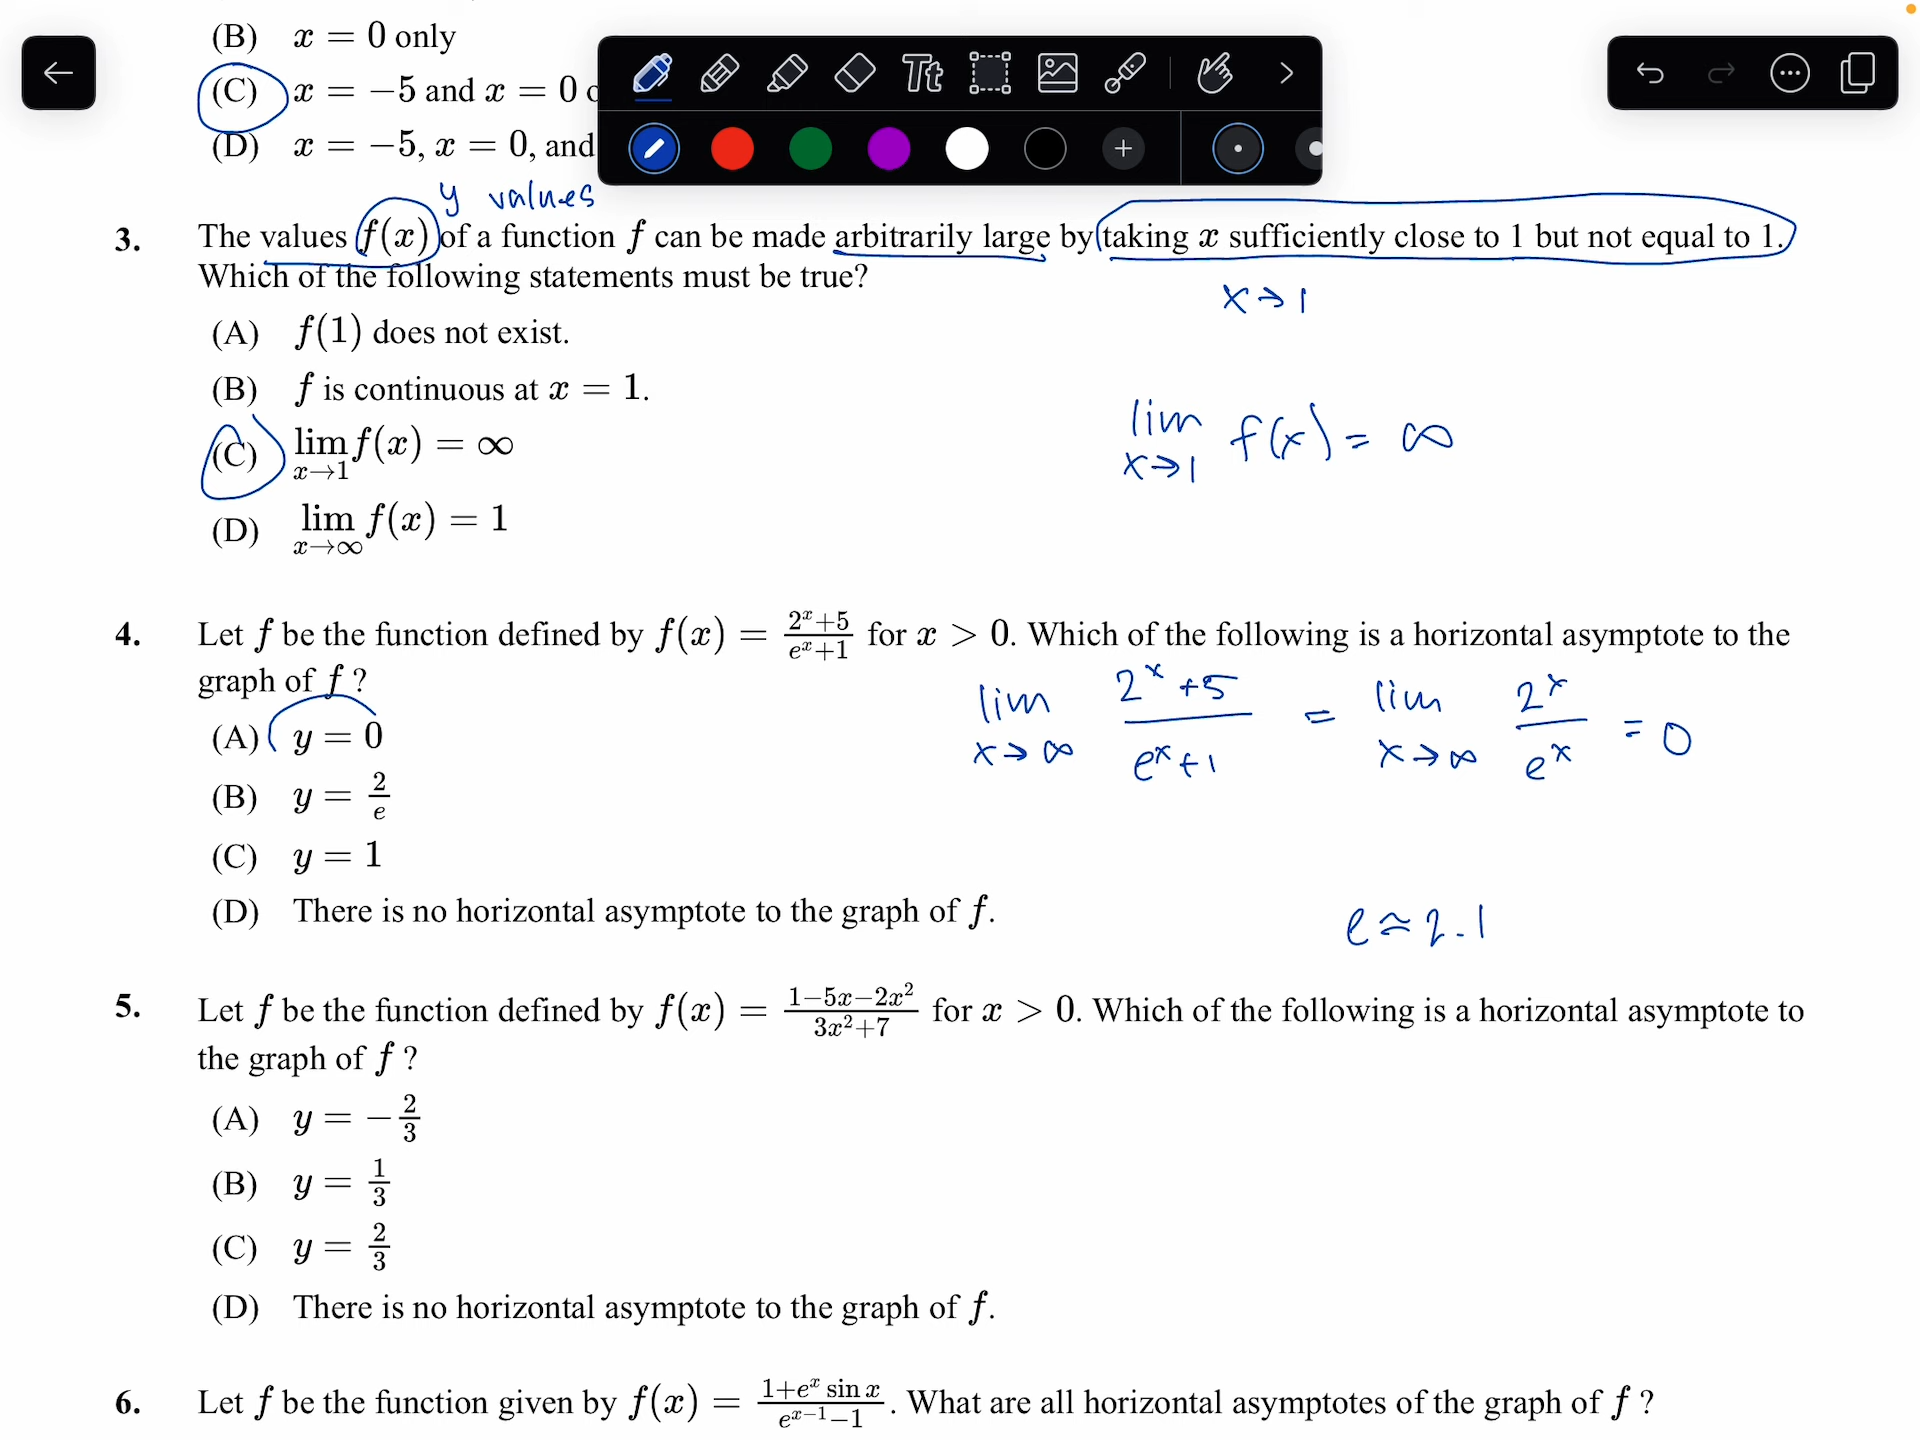 (B) x = 0 only
(C) x = −5 and x = 0
(D) x = −5, x = 0, and
Tt
y values
3. The values f(x) of a function f can be made arbitrarily large by taking x sufficiently close to 1 but not equal to 1.
Which of the following statements must be true?
x→1
(A) f(1) does not exist.
(B) f is continuous at x = 1.
(C) lim x→1 f(x) = ∞
lim x→1 f(x) = ∞
(D) lim x→∞ f(x) = 1
4. Let f be the function defined by f(x) = (2^x+5)/(e^x+1) for x > 0. Which of the following is a horizontal asymptote to the
graph of f ?
lim x→∞ (2^x+5)/(e^x+1) = lim x→∞ 2^x/e^x = 0
(A) y = 0
(B) y = 2/e
(C) y = 1
(D) There is no horizontal asymptote to the graph of f.
e≈2.1
5. Let f be the function defined by f(x) = (1−5x−2x²)/(3x²+7) for x > 0. Which of the following is a horizontal asymptote to
the graph of f ?
(A) y = −2/3
(B) y = 1/3
(C) y = 2/3
(D) There is no horizontal asymptote to the graph of f.
6. Let f be the function given by f(x) = (1+e^x sin x)/(e^(x−1)−1). What are all horizontal asymptotes of the graph of f ?